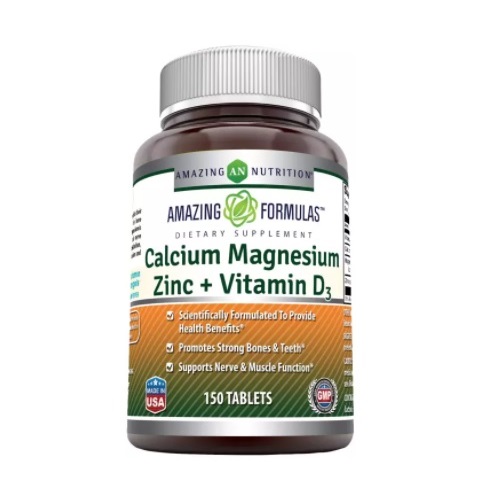 AMAZING AN NUTRITION®
AMAZING FORMULAS™
DIETARY SUPPLEMENT
Calcium Magnesium
Zinc + Vitamin D3
Scientifically Formulated To Provide
Health Benefits*
Promotes Strong Bones & Teeth*
Supports Nerve & Muscle Function*
MADE IN
USA
150 TABLETS
GMP